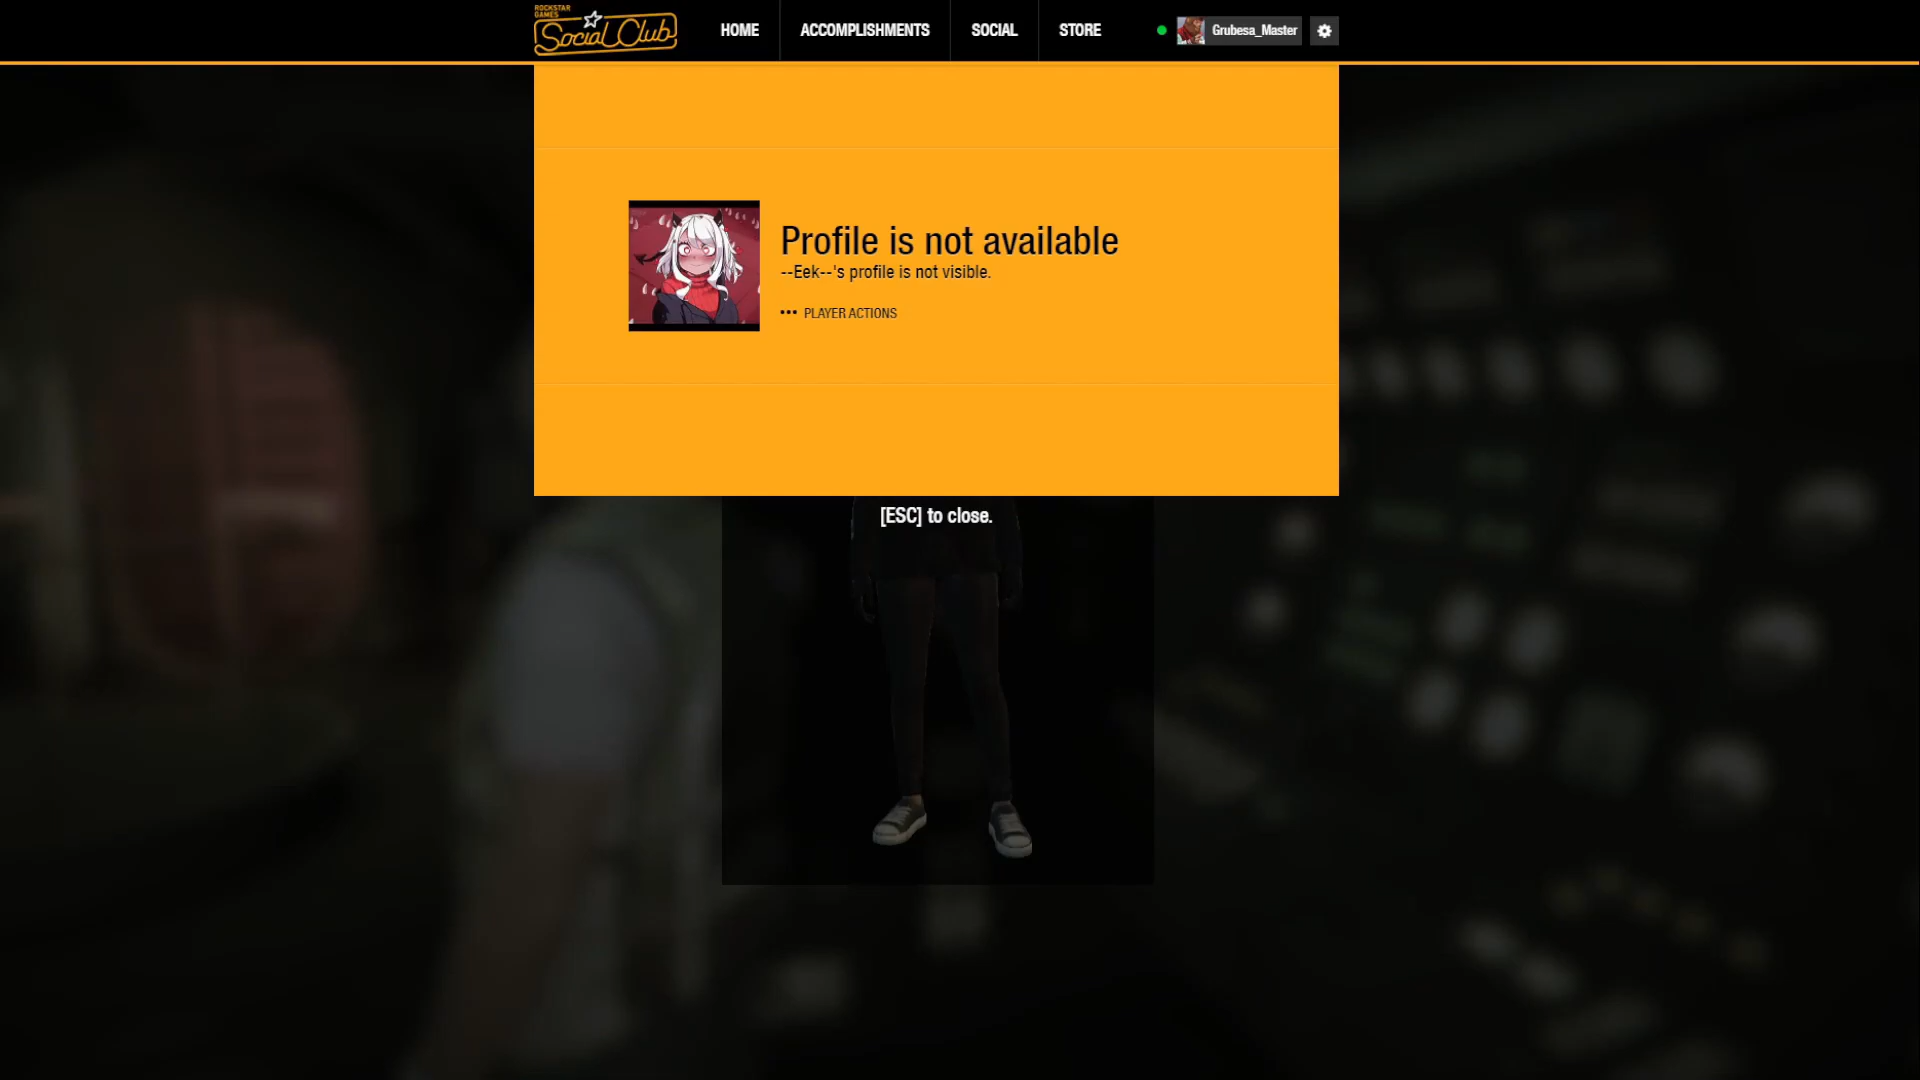 ROCKSTAR
GAMES
Social Club
HOME
ACCOMPLISHMENTS
SOCIAL
STORE
Grubesa_Master
Profile is not available
--Eek--'s profile is not visible.
••• PLAYER ACTIONS
[ESC] to close.